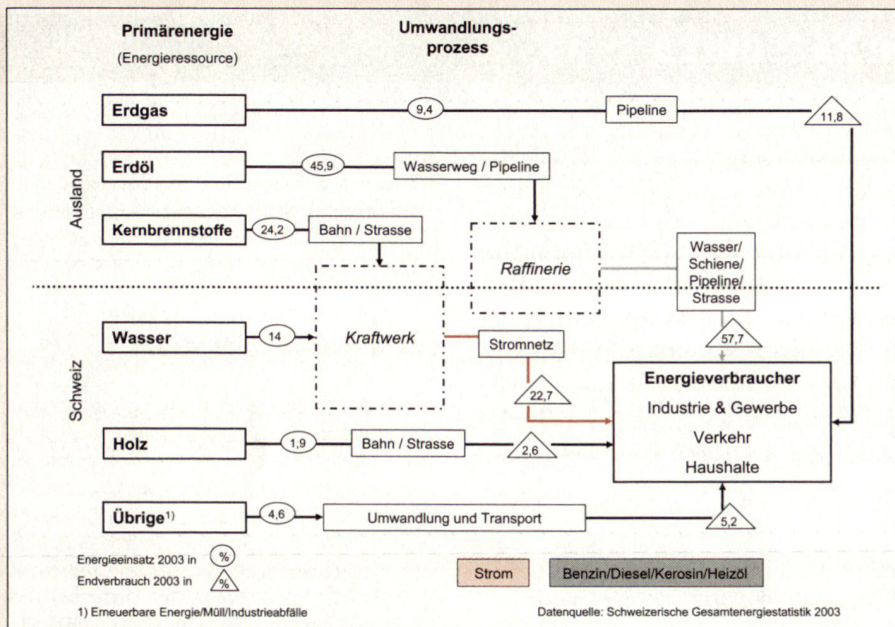 Primärenergie
(Energieressource)
Umwandlungs-
prozess
Ausland
Erdgas
9,4
Pipeline
11,8
Erdöl
45,9
Wasserweg / Pipeline
Kernbrennstoffe
24,2
Bahn / Strasse
Raffinerie
Wasser/
Schiene/
Pipeline/
Strasse
Schweiz
Wasser
14
Kraftwerk
Stromnetz
57,7
22,7
Energieverbraucher
Industrie & Gewerbe
Verkehr
Haushalte
Holz
1,9
Bahn / Strasse
2,6
Übrige1)
4,6
Umwandlung und Transport
5,2
Energieeinsatz 2003 in %
Endverbrauch 2003 in %
Strom
Benzin/Diesel/Kerosin/Heizöl
1) Erneuerbare Energie/Müll/Industrieabfälle
Datenquelle: Schweizerische Gesamtenergiestatistik 2003